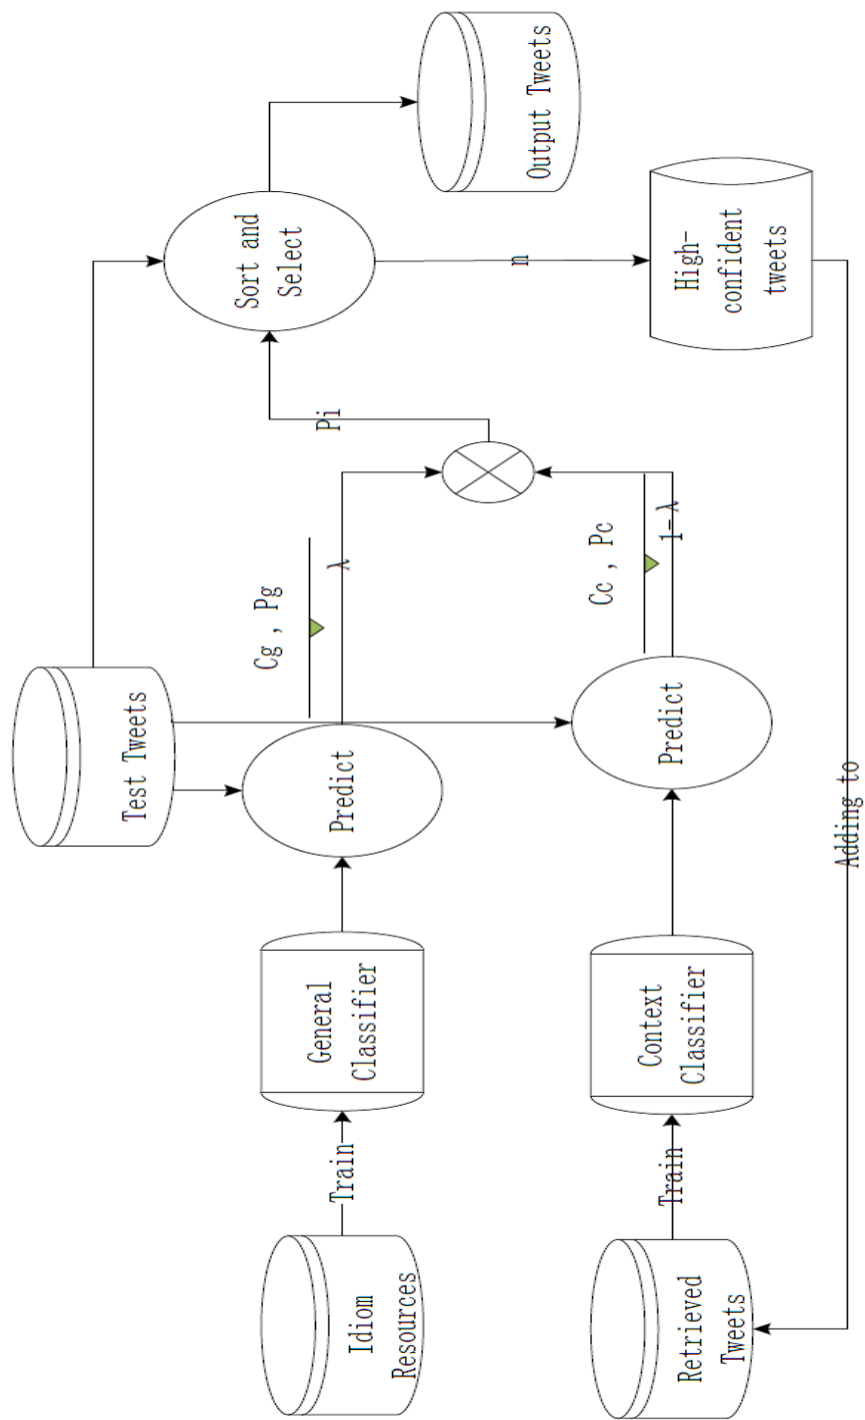 Test Tweets
Idiom
Resources
Train
General
Classifier
Predict
Cg , Pg
λ
Pi
Sort and
Select
Output Tweets
n
Retrieved
Tweets
Train
Context
Classifier
Predict
Cc , Pc
1-λ
High-
confident
tweets
Adding to